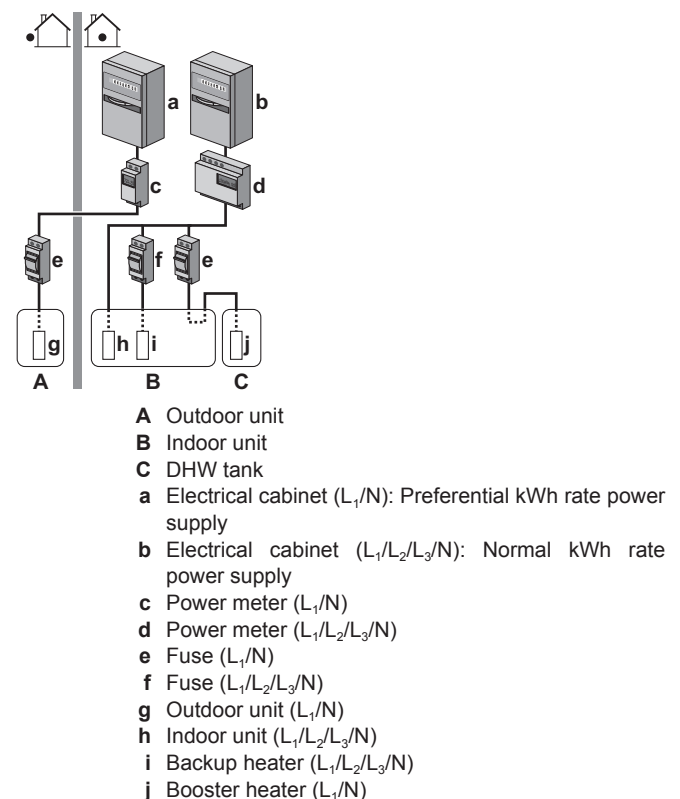 a
b
c
d
e
f
e
g
h
i
j
A
B
C
A Outdoor unit
B Indoor unit
C DHW tank
a Electrical cabinet (L₁/N): Preferential kWh rate power
supply
b Electrical cabinet (L₁/L₂/L₃/N): Normal kWh rate
power supply
c Power meter (L₁/N)
d Power meter (L₁/L₂/L₃/N)
e Fuse (L₁/N)
f Fuse (L₁/L₂/L₃/N)
g Outdoor unit (L₁/N)
h Indoor unit (L₁/L₂/L₃/N)
i Backup heater (L₁/L₂/L₃/N)
j Booster heater (L₁/N)